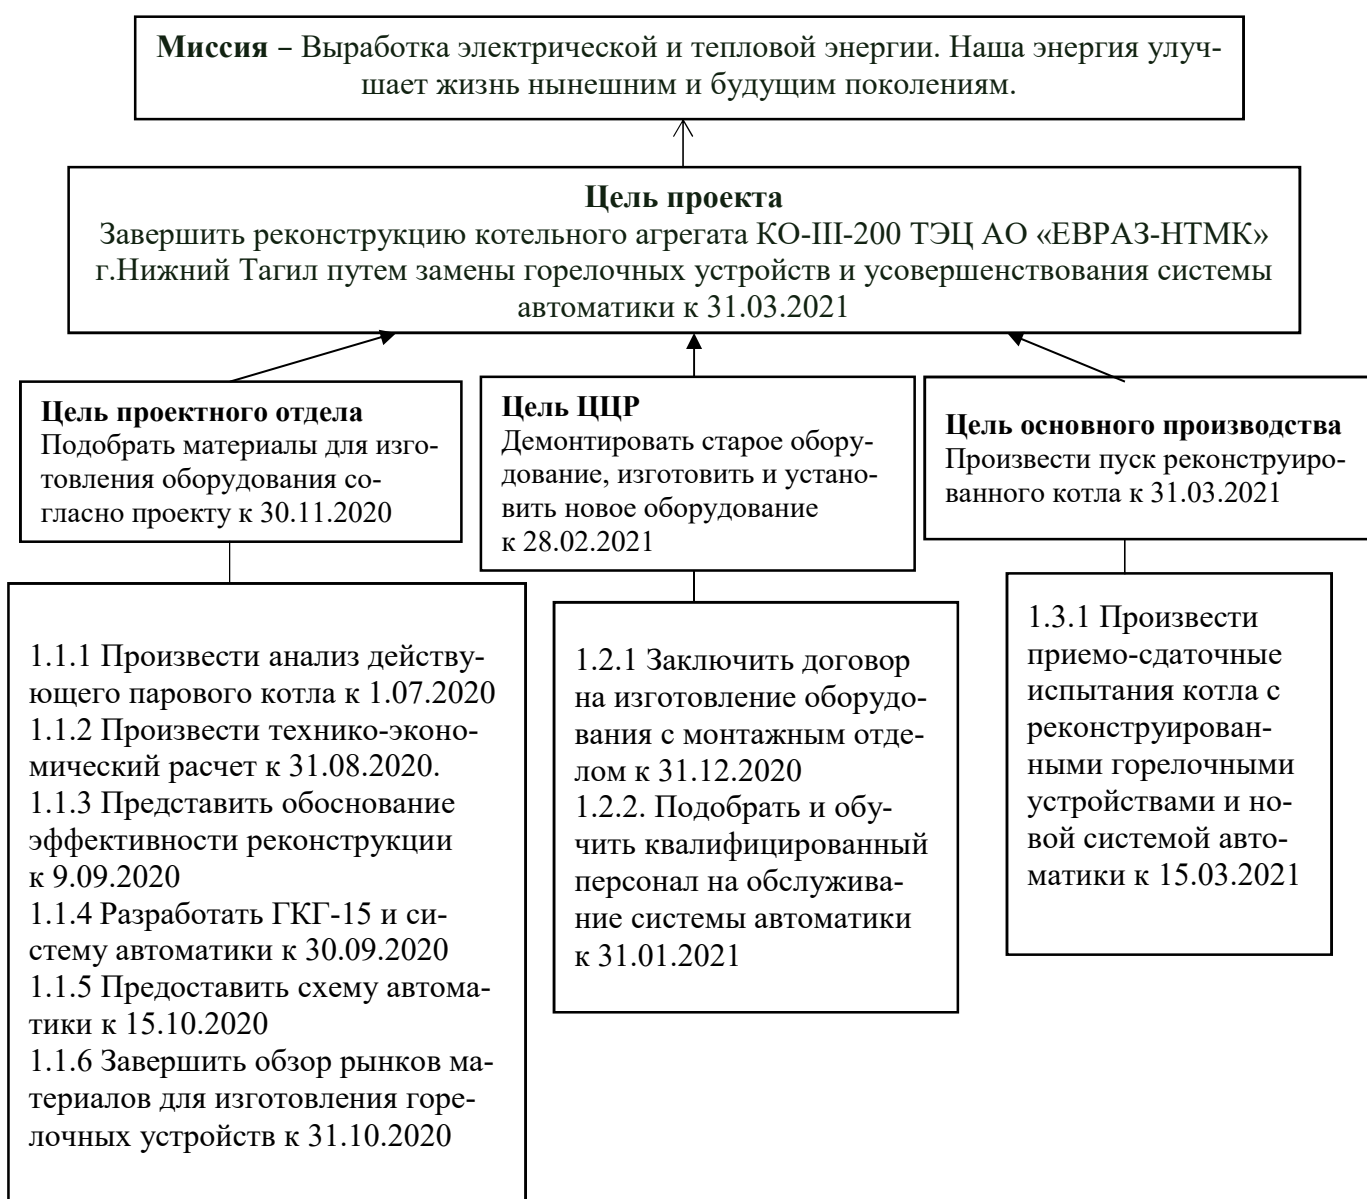 Миссия – Выработка электрической и тепловой энергии. Наша энергия улуч-
шает жизнь нынешним и будущим поколениям.
Цель проекта
Завершить реконструкцию котельного агрегата КО-III-200 ТЭЦ АО «ЕВРАЗ-НТМК»
г.Нижний Тагил путем замены горелочных устройств и усовершенствования системы
автоматики к 31.03.2021
Цель проектного отдела
Подобрать материалы для изго-
товления оборудования со-
гласно проекту к 30.11.2020
Цель ЦЦР
Демонтировать старое обору-
дование, изготовить и устано-
вить новое оборудование
к 28.02.2021
Цель основного производства
Произвести пуск реконструиро-
ванного котла к 31.03.2021
1.1.1 Произвести анализ действу-
ющего парового котла к 1.07.2020
1.1.2 Произвести технико-эконо-
мический расчет к 31.08.2020.
1.1.3 Представить обоснование
эффективности реконструкции
к 9.09.2020
1.1.4 Разработать ГКГ-15 и си-
стему автоматики к 30.09.2020
1.1.5 Предоставить схему автома-
тики к 15.10.2020
1.1.6 Завершить обзор рынков ма-
териалов для изготовления горе-
лочных устройств к 31.10.2020
1.2.1 Заключить договор
на изготовление оборудо-
вания с монтажным отде-
лом к 31.12.2020
1.2.2. Подобрать и обу-
чить квалифицированный
персонал на обслужива-
ние системы автоматики
к 31.01.2021
1.3.1 Произвести
приемо-сдаточные
испытания котла с
реконструирован-
ными горелочными
устройствами и но-
вой системой авто-
матики к 15.03.2021